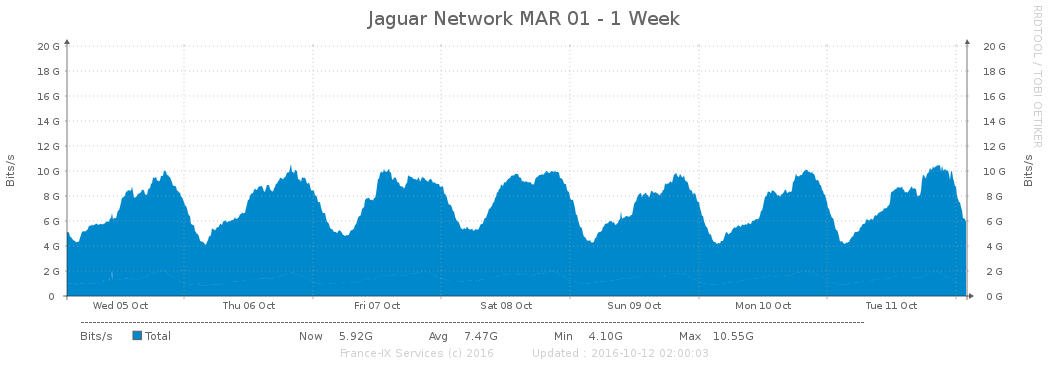 Jaguar Network MAR 01 - 1 Week
RRDTOOL / TOBI OETIKER
Bits/s
20 G
18 G
16 G
14 G
12 G
10 G
8 G
6 G
4 G
2 G
0
20 G
18 G
16 G
14 G
12 G
10 G
8 G
6 G
4 G
2 G
0 G
Bits/s
Wed 05 Oct Thu 06 Oct Fri 07 Oct Sat 08 Oct Sun 09 Oct Mon 10 Oct Tue 11 Oct
Bits/s Total Now 5.92G Avg 7.47G Min 4.10G Max 10.55G
France-IX Services (c) 2016 Updated : 2016-10-12 02:00:03